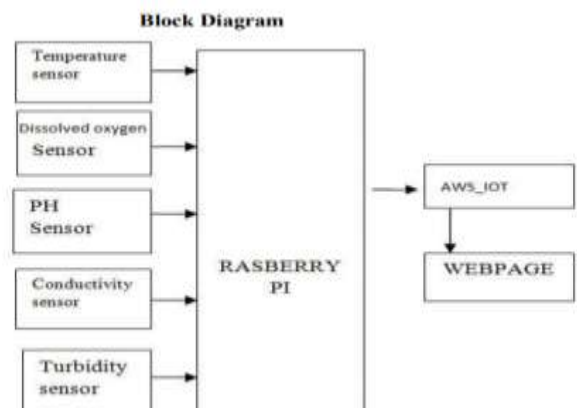 Block Diagram
Temperature
sensor
Dissolved oxygen
Sensor
PH
Sensor
Conductivity
sensor
Turbidity
sensor
RASBERRY
PI
AWS_IOT
WEBPAGE